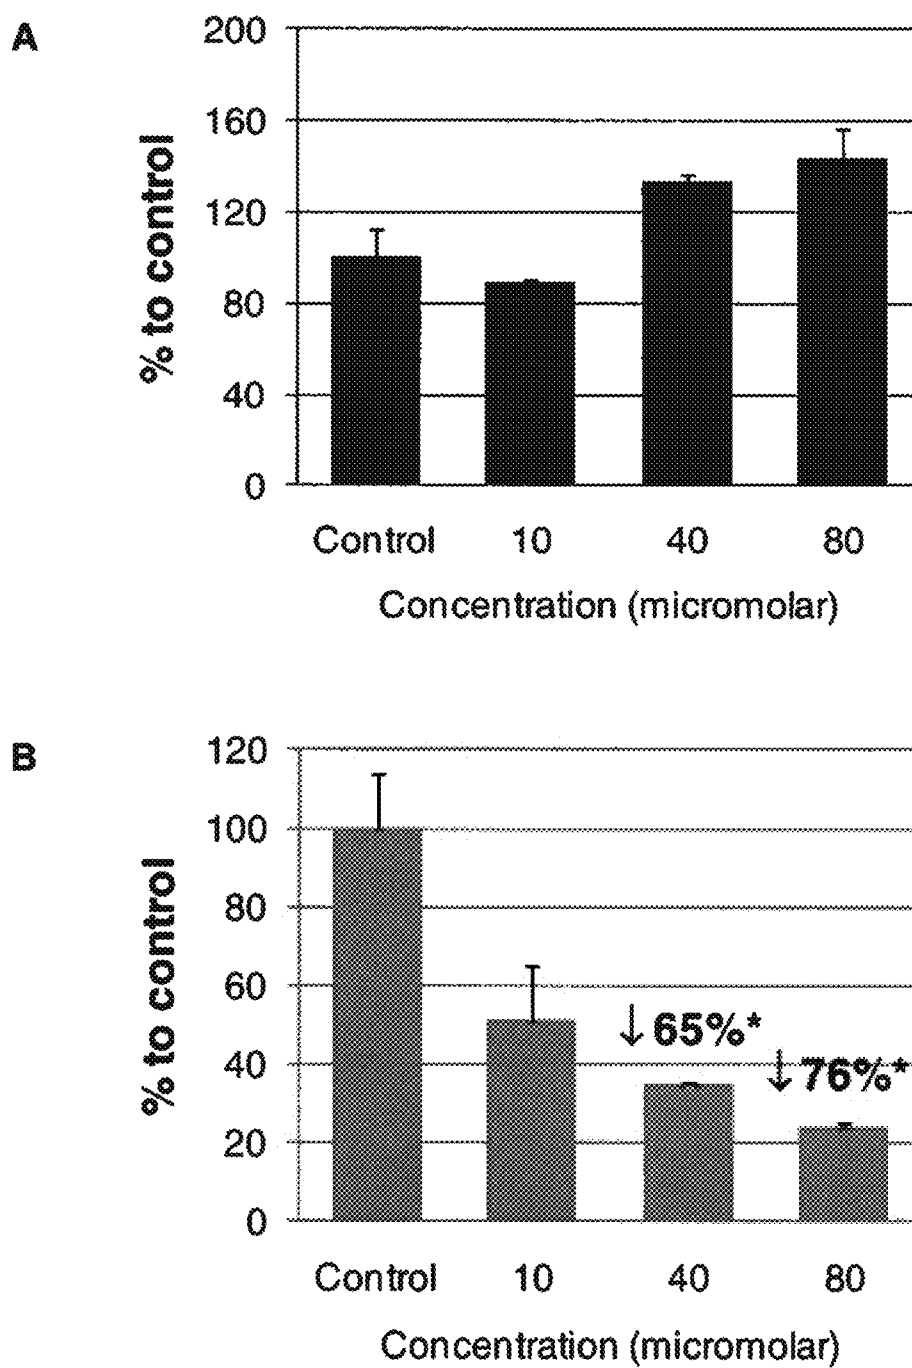 A
200
160
120
80
40
0
% to control
Control 10 40 80
Concentration (micromolar)
B
120
100
80
60
40
20
0
% to control
↓ 65%*
↓ 76%*
Control 10 40 80
Concentration (micromolar)